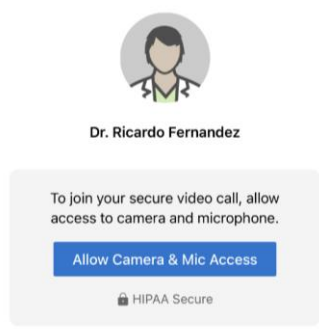 Dr. Ricardo Fernandez
To join your secure video call, allow
access to camera and microphone.
Allow Camera & Mic Access
HIPAA Secure